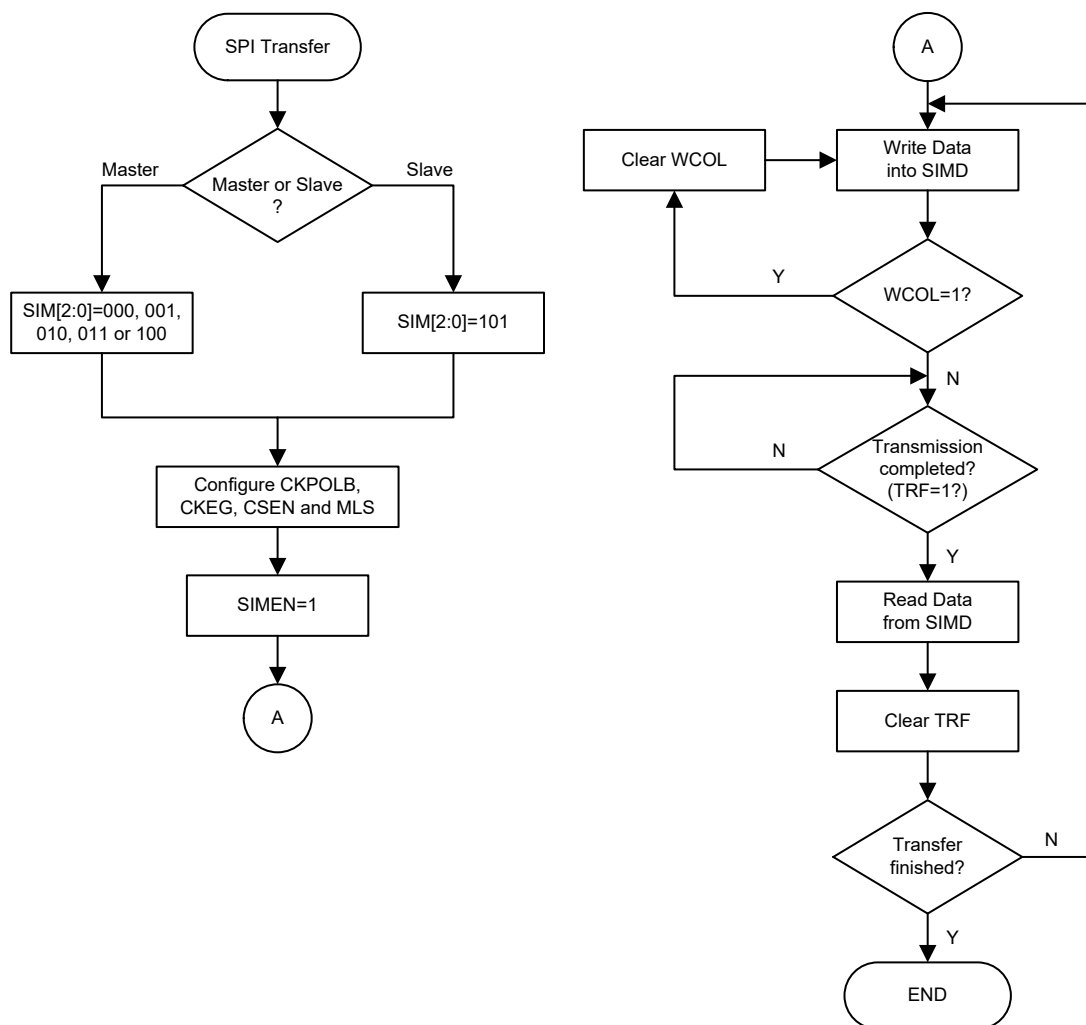 SPI Transfer
Master
Slave
Master or Slave
?
SIM[2:0]=000, 001,
010, 011 or 100
SIM[2:0]=101
Configure CKPOLB,
CKEG, CSEN and MLS
SIMEN=1
A
A
Clear WCOL
Write Data
into SIMD
Y
WCOL=1?
N
N
Transmission
completed?
(TRF=1?)
Y
Read Data
from SIMD
Clear TRF
Transfer
finished?
N
Y
END